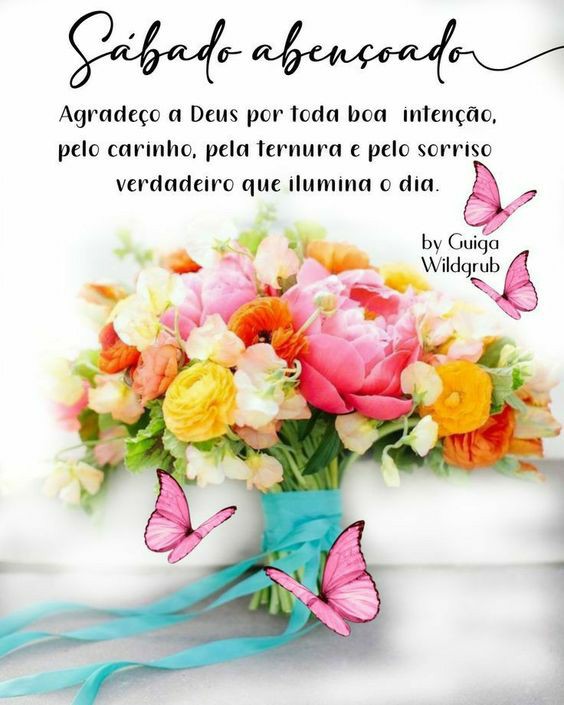 Sábado abençoado
Agradeço a Deus por toda boa intenção,
pelo carinho, pela ternura e pelo sorriso
verdadeiro que ilumina o dia.
by Guiga
Wildgrub